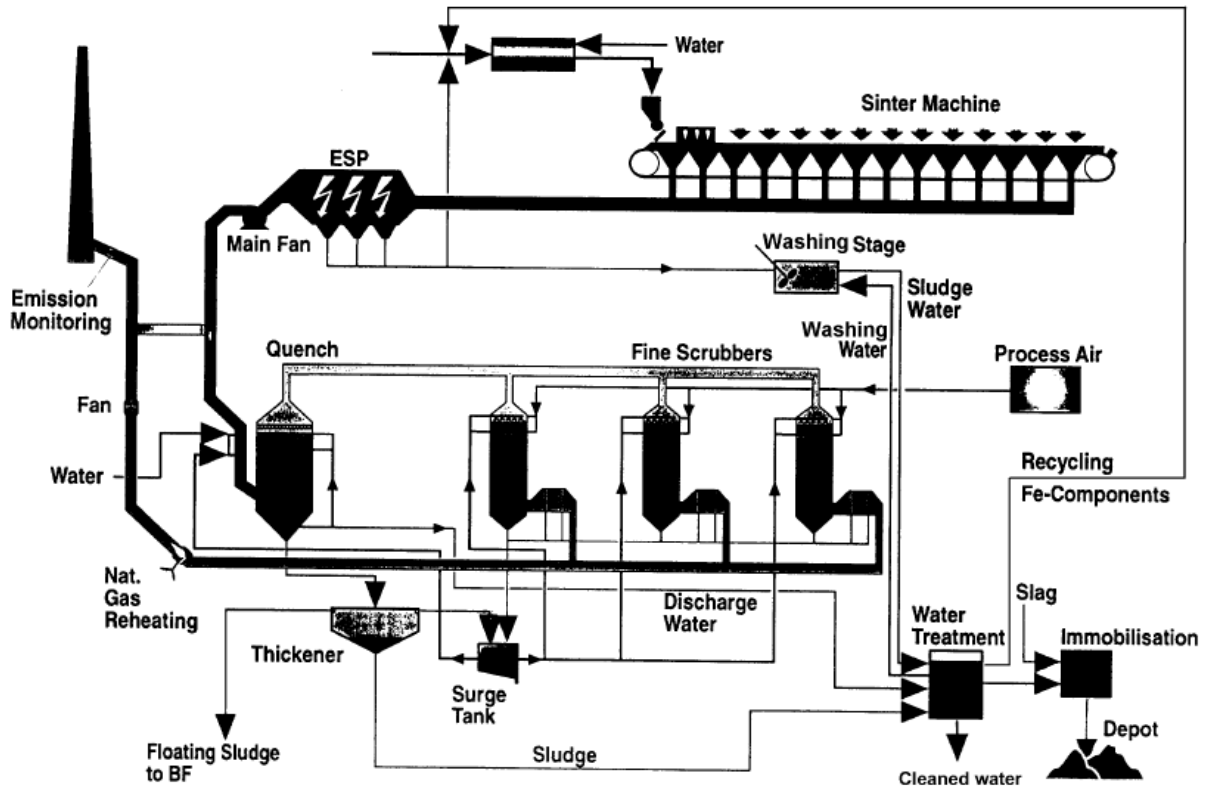 Water
Sinter Machine
ESP
Main Fan
Washing Stage
Emission
Monitoring
Sludge
Water
Washing
Water
Quench
Fine Scrubbers
Process Air
Fan
Water
Recycling
Fe-Components
Nat.
Gas
Reheating
Discharge
Water
Slag
Water
Treatment
Immobilisation
Thickener
Surge
Tank
Depot
Floating Sludge
to BF
Sludge
Cleaned water